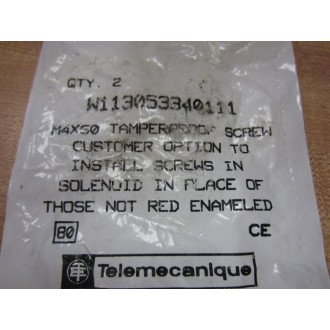 QTY. 2
W113053340111
M4X50 TAMPERPROOF SCREW
CUSTOMER OPTION TO
INSTALL SCREWS IN
SOLENOID IN PLACE OF
THOSE NOT RED ENAMELED
80 CE
Telemecanique